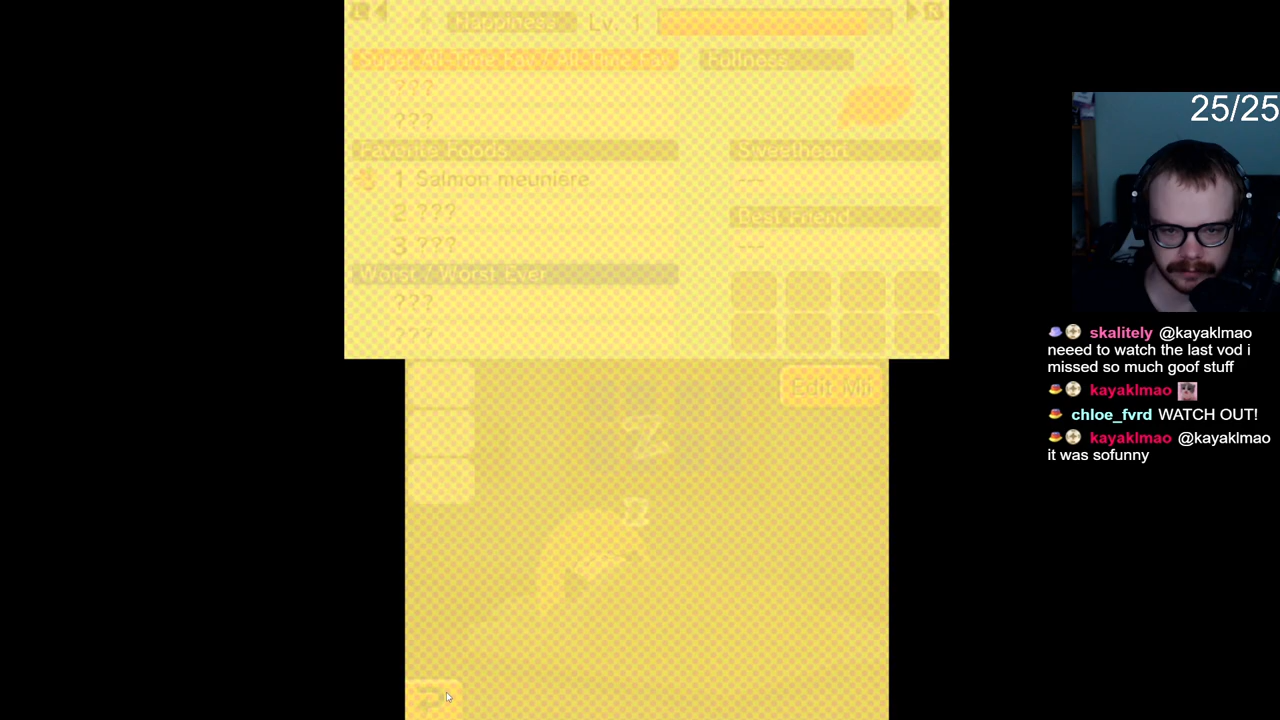 L Happiness Lv. 1 R
Super All-Time Fav / All-Time Fav Fullness
???
???
Favorite Foods Sweetheart
1 Salmon meunière ---
2 ???
Best Friend
3 ??? ---
Worst / Worst Ever
???
???
Edit Mii
Z
Z
25/25
skalitely @kayaklmao
neeed to watch the last vod i
missed so much goof stuff
kayaklmao
chloe_fvrd WATCH OUT!
kayaklmao @kayaklmao
it was sofunny